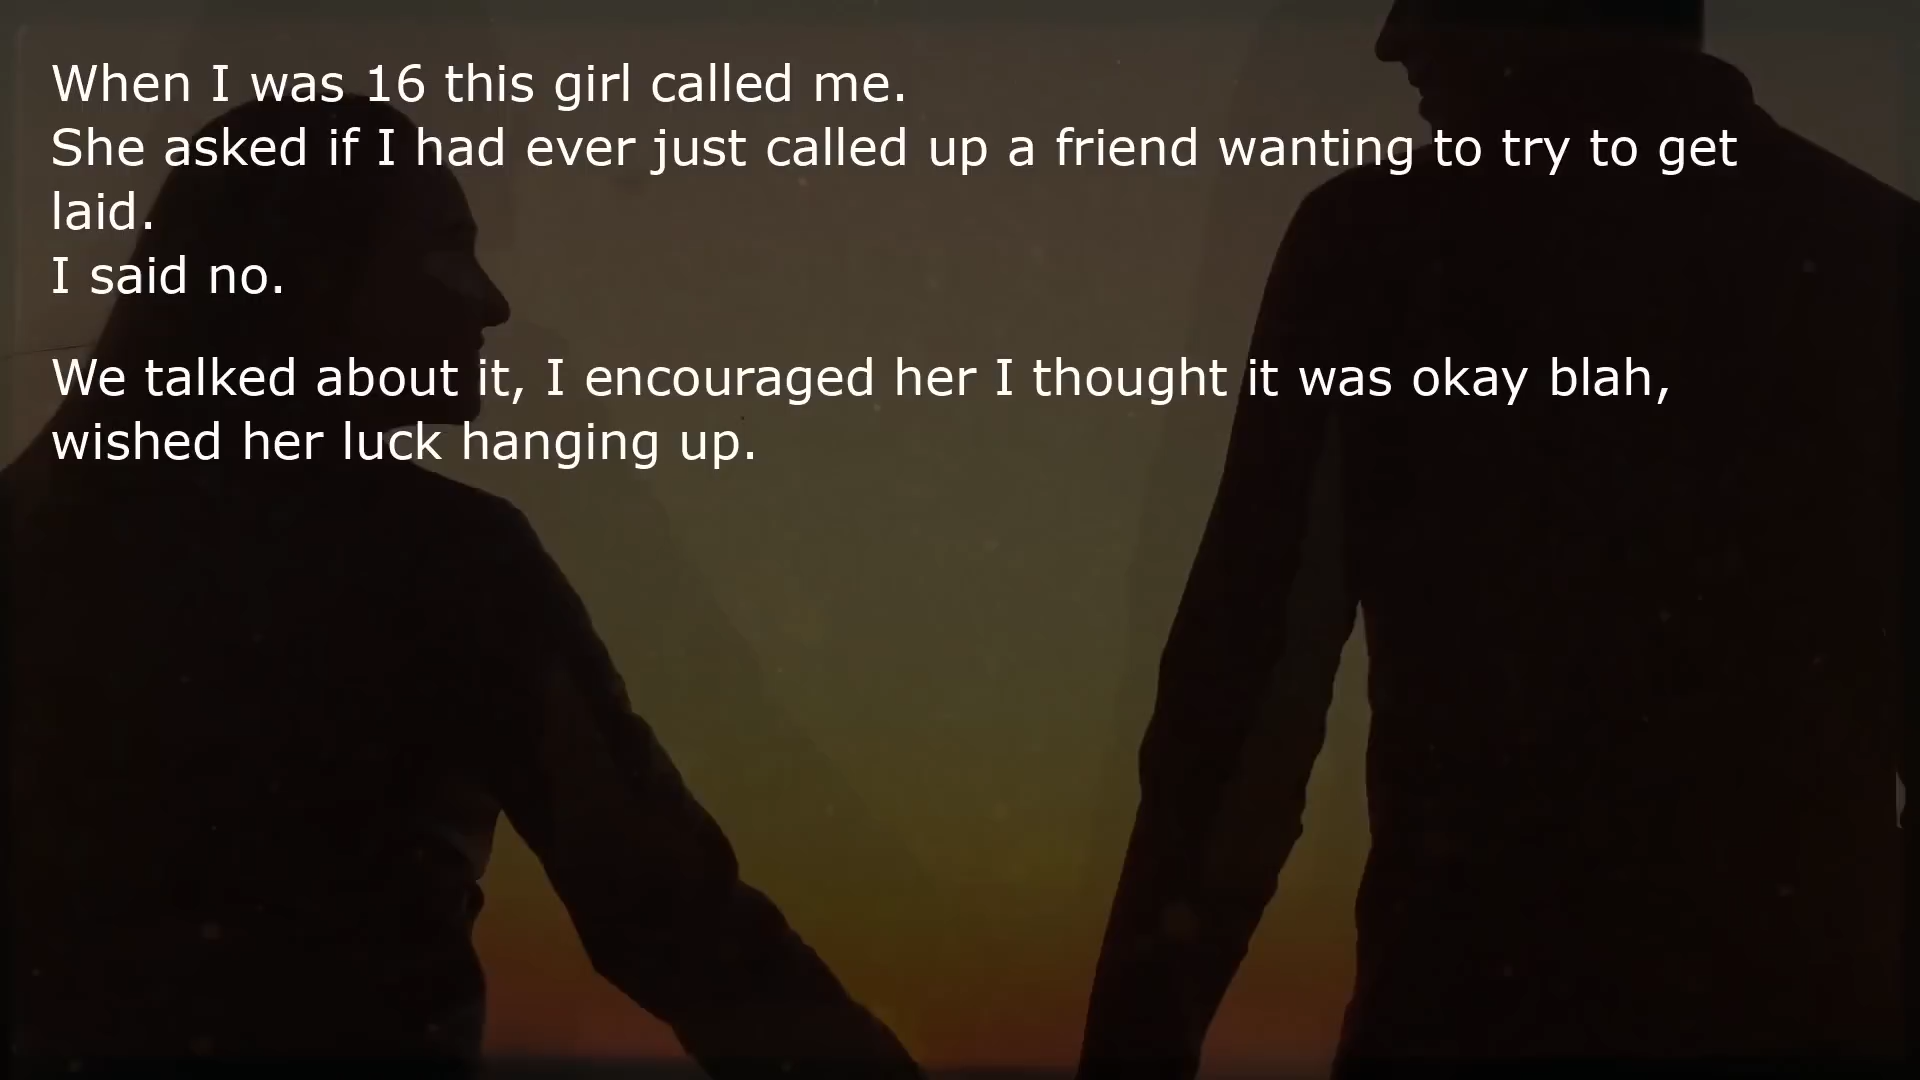 When I was 16 this girl called me.
She asked if I had ever just called up a friend wanting to try to get
laid.
I said no.
We talked about it, I encouraged her I thought it was okay blah,
wished her luck hanging up.